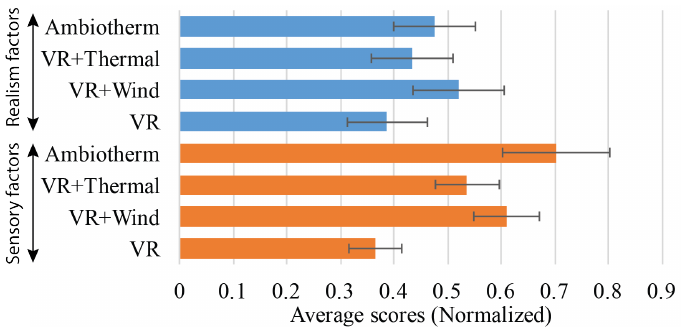 Realism factors
Ambiotherm
VR+Thermal
VR+Wind
VR
Sensory factors
Ambiotherm
VR+Thermal
VR+Wind
VR
0 0.1 0.2 0.3 0.4 0.5 0.6 0.7 0.8 0.9
Average scores (Normalized)